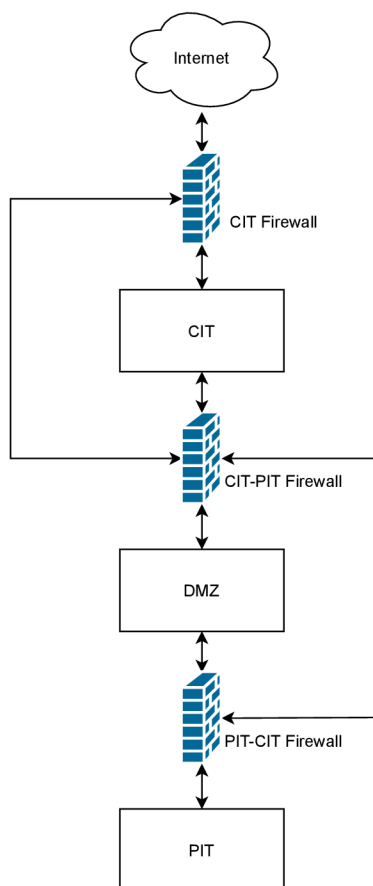 Internet
CIT Firewall
CIT
CIT-PIT Firewall
DMZ
PIT-CIT Firewall
PIT